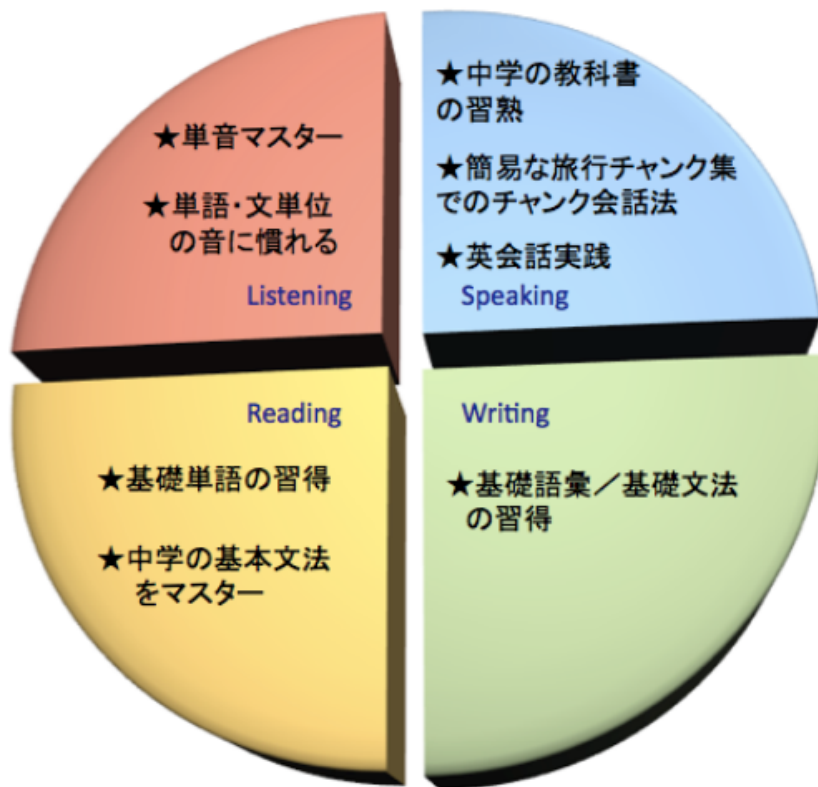 ★単音マスター
★単語・文単位
の音に慣れる
Listening
★中学の教科書
の習熟
★簡易な旅行チャンク集
でのチャンク会話法
★英会話実践
Speaking
Reading
★基礎単語の習得
★中学の基本文法
をマスター
Writing
★基礎語彙／基礎文法
の習得